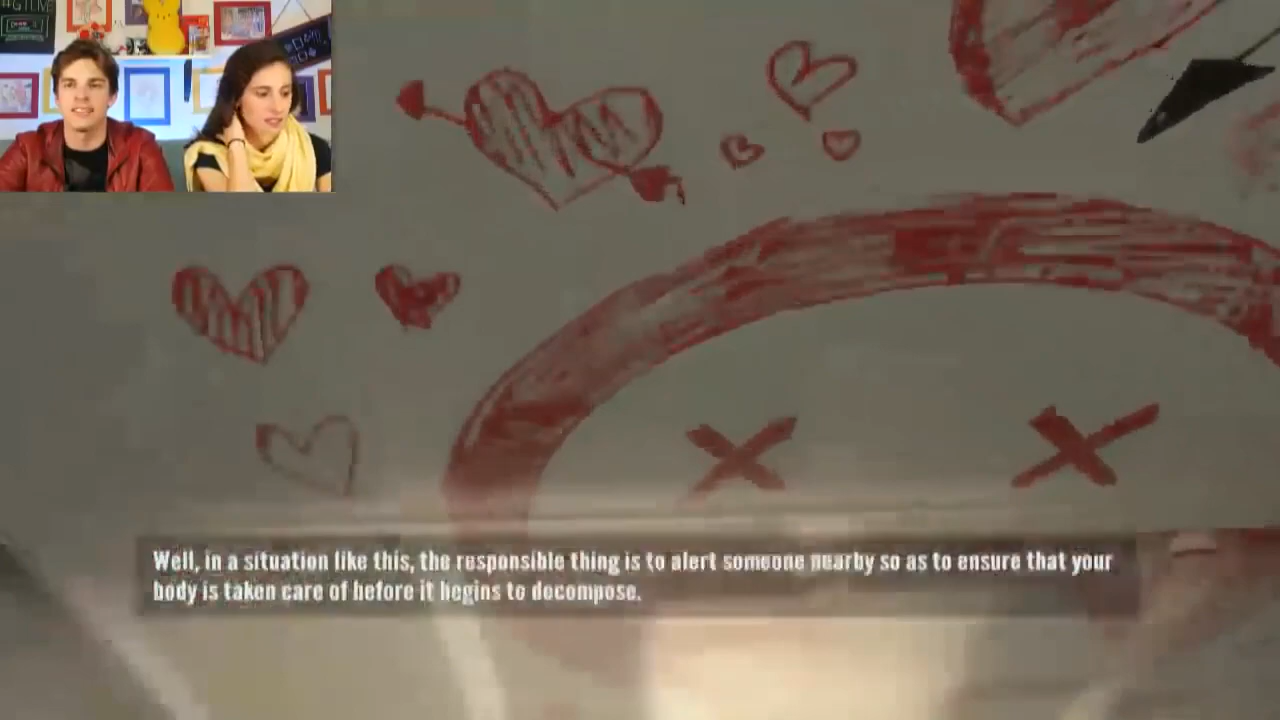 #GTLIVE
Well, in a situation like this, the responsible thing is to alert someone nearby so as to ensure that your
body is taken care of before it begins to decompose.